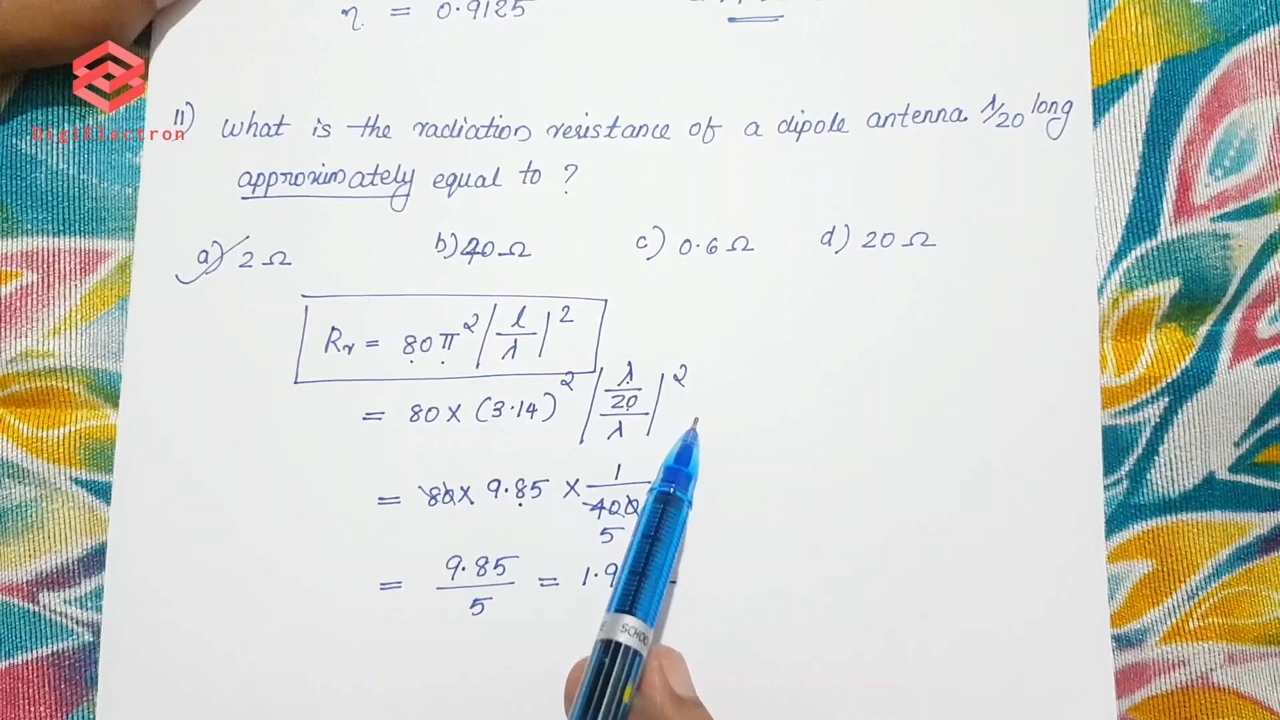 η = 0.9125
DigiElectron
11) What is the radiation resistance of a dipole antenna λ/20 long
approximately equal to ?
a) 2 Ω b) 40 Ω c) 0.6 Ω d) 20 Ω
Rr = 80π² |l/λ|²
= 80 × (3.14)² |λ/20/λ|²
= 80 × 9.85 × 1/400
5
= 9.85/5 = 1.9
SCHOO